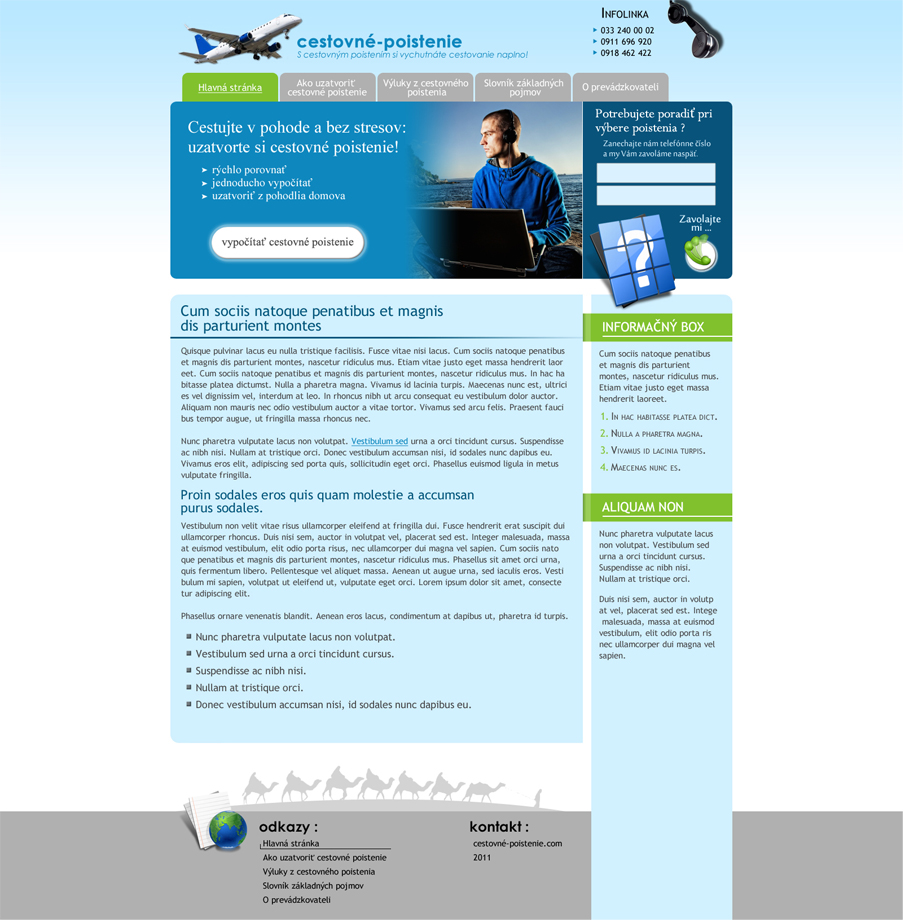 cestovné-poistenie
S cestovným poistením si vychutnáte cestovanie naplno!
Infolinka
033 240 00 02
0911 696 920
0918 462 422
Hlavná stránka
Ako uzatvoriť
cestovné poistenie
Výluky z cestovného
poistenia
Slovník základných
pojmov
O prevádzkovateli
Cestujte v pohode a bez stresov:
uzatvorte si cestovné poistenie!
rýchlo porovnať
jednoducho vypočítať
uzatvoriť z pohodlia domova
vypočítať cestovné poistenie
Potrebujete poradiť pri
výbere poistenia ?
Zanechajte nám telefónne číslo
a my Vám zavoláme naspäť.
Zavolajte
mi ...
Cum sociis natoque penatibus et magnis
dis parturient montes
Quisque pulvinar lacus eu nulla tristique facilisis. Fusce vitae nisi lacus. Cum sociis natoque penatibus
et magnis dis parturient montes, nascetur ridiculus mus. Etiam vitae justo eget massa hendrerit laor
eet. Cum sociis natoque penatibus et magnis dis parturient montes, nascetur ridiculus mus. In hac ha
bitasse platea dictumst. Nulla a pharetra magna. Vivamus id lacinia turpis. Maecenas nunc est, ultrici
es vel dignissim vel, interdum at leo. In rhoncus nibh ut arcu consequat eu vestibulum dolor auctor.
Aliquam non mauris nec odio vestibulum auctor a vitae tortor. Vivamus sed arcu felis. Praesent fauci
bus tempor augue, ut fringilla massa rhoncus nec.
Nunc pharetra vulputate lacus non volutpat. Vestibulum sed urna a orci tincidunt cursus. Suspendisse
ac nibh nisi. Nullam at tristique orci. Donec vestibulum accumsan nisi, id sodales nunc dapibus eu.
Vivamus eros elit, adipiscing sed porta quis, sollicitudin eget orci. Phasellus euismod ligula in metus
vulputate fringilla.
Proin sodales eros quis quam molestie a accumsan
purus sodales.
Vestibulum non velit vitae risus ullamcorper eleifend at fringilla dui. Fusce hendrerit erat suscipit dui
ullamcorper rhoncus. Duis nisi sem, auctor in volutpat vel, placerat sed est. Integer malesuada, massa
at euismod vestibulum, elit odio porta risus, nec ullamcorper dui magna vel sapien. Cum sociis nato
que penatibus et magnis dis parturient montes, nascetur ridiculus mus. Phasellus sit amet orci urna,
quis fermentum libero. Pellentesque vel aliquet massa. Aenean ut augue urna, sed iaculis eros. Vesti
bulum mi sapien, volutpat ut eleifend ut, vulputate eget orci. Lorem ipsum dolor sit amet, consecte
tur adipiscing elit.
Phasellus ornare venenatis blandit. Aenean eros lacus, condimentum at dapibus ut, pharetra id turpis.
Nunc pharetra vulputate lacus non volutpat.
Vestibulum sed urna a orci tincidunt cursus.
Suspendisse ac nibh nisi.
Nullam at tristique orci.
Donec vestibulum accumsan nisi, id sodales nunc dapibus eu.
INFORMAČNÝ BOX
Cum sociis natoque penatibus
et magnis dis parturient
montes, nascetur ridiculus mus.
Etiam vitae justo eget massa
hendrerit laoreet.
1. In hac habitasse platea dict.
2. Nulla a pharetra magna.
3. Vivamus id lacinia turpis.
4. Maecenas nunc es.
ALIQUAM NON
Nunc pharetra vulputate lacus
non volutpat. Vestibulum sed
urna a orci tincidunt cursus.
Suspendisse ac nibh nisi.
Nullam at tristique orci.
Duis nisi sem, auctor in volutp
at vel, placerat sed est. Intege
malesuada, massa at euismod
vestibulum, elit odio porta ris
nec ullamcorper dui magna vel
sapien.
odkazy :
Hlavná stránka
Ako uzatvoriť cestovné poistenie
Výluky z cestovného poistenia
Slovník základných pojmov
O prevádzkovateli
kontakt :
cestovné-poistenie.com
2011